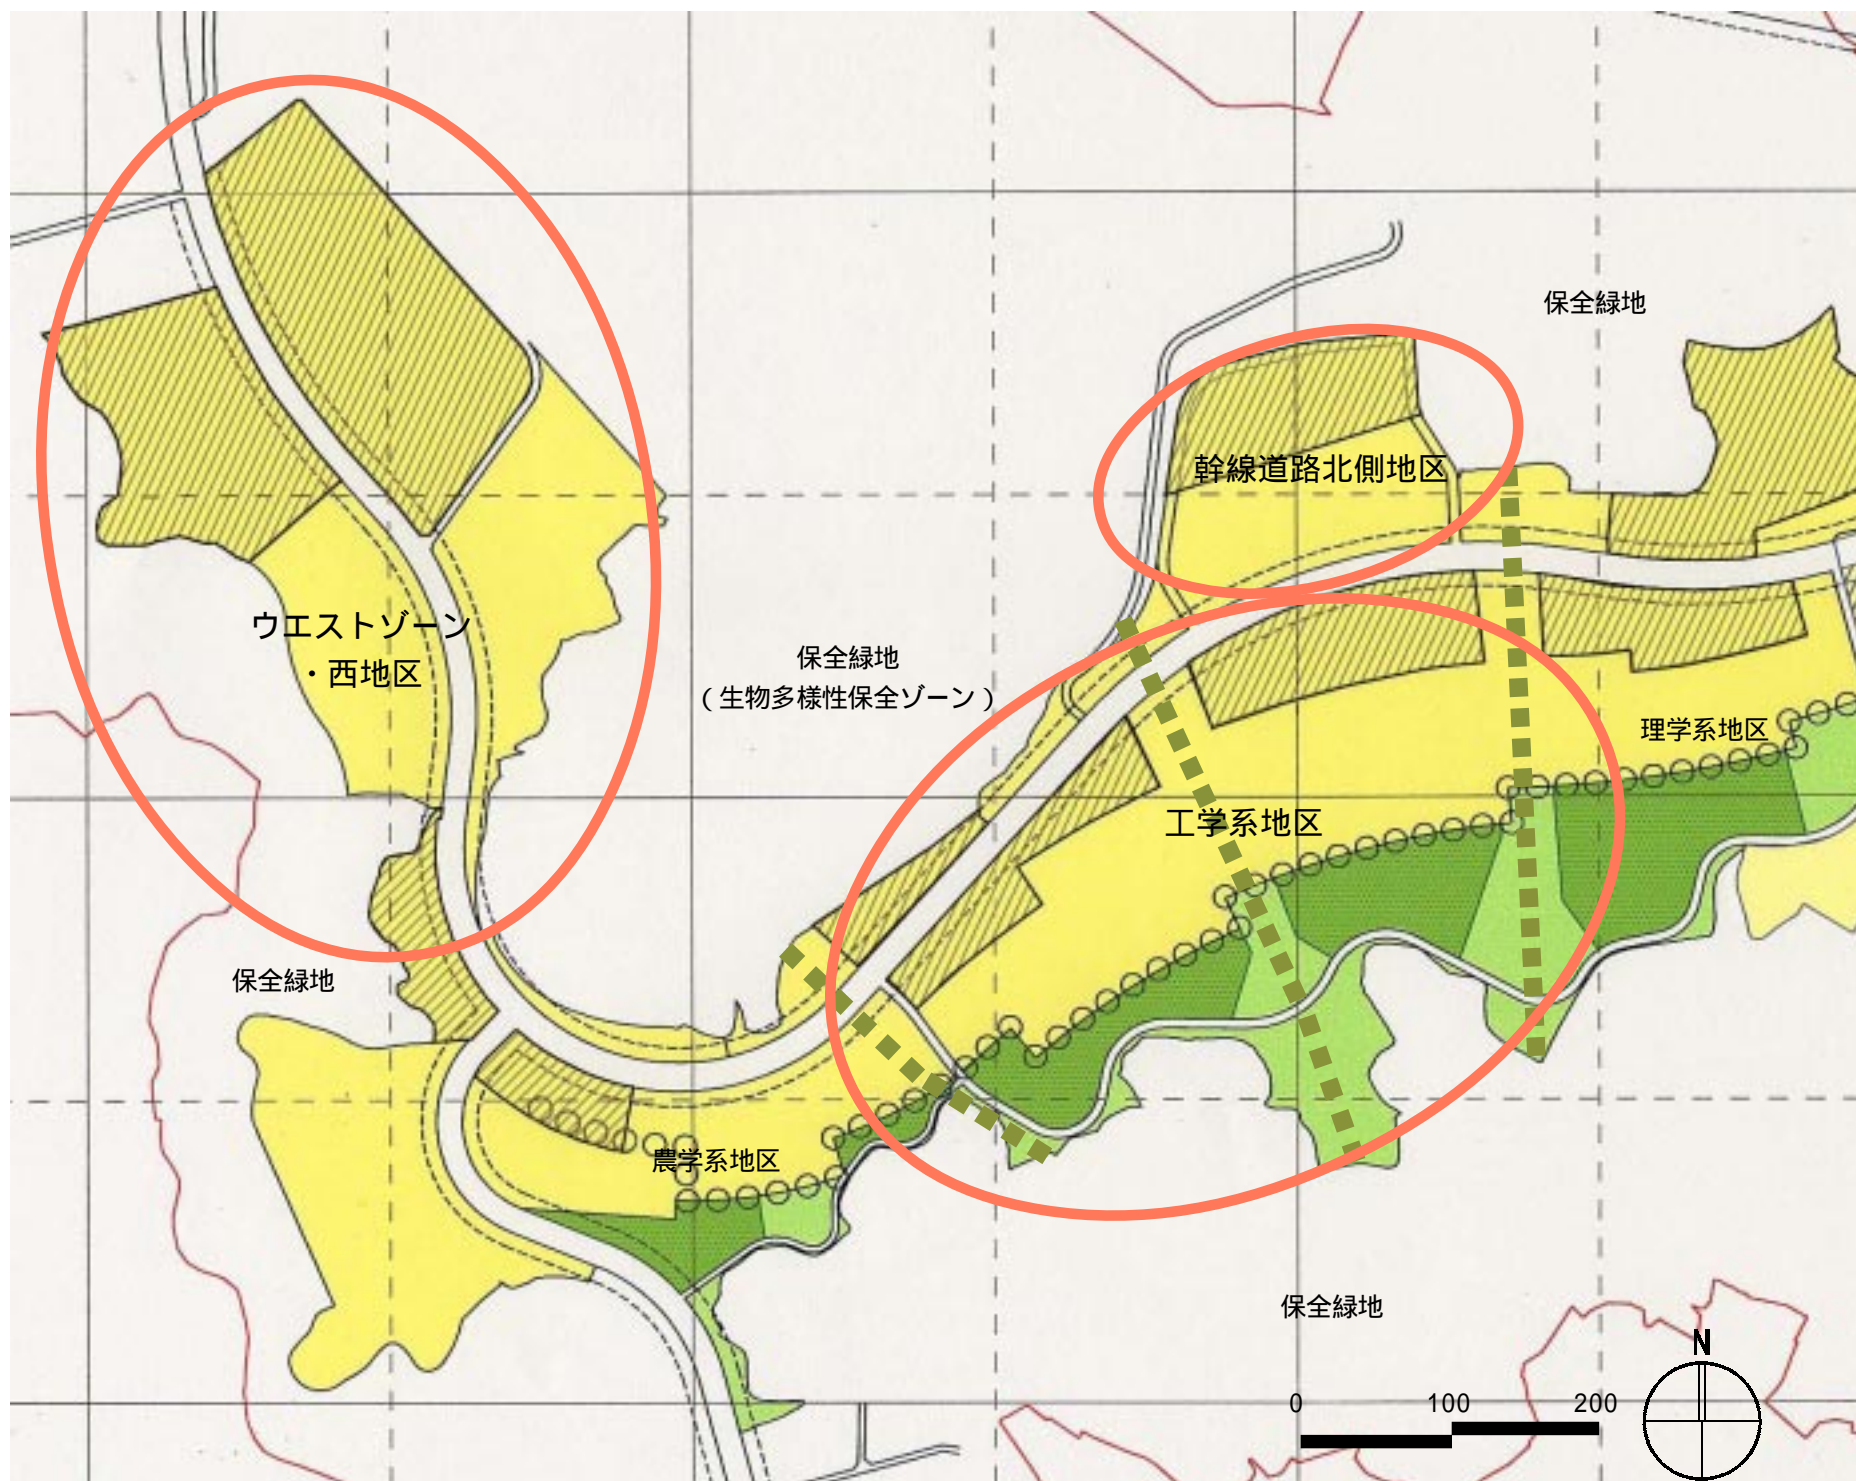 保全緑地
幹線道路北側地区
ウエストゾーン
・西地区
保全緑地
（生物多様性保全ゾーン）
理学系地区
工学系地区
保全緑地
農学系地区
保全緑地
N
0 100 200